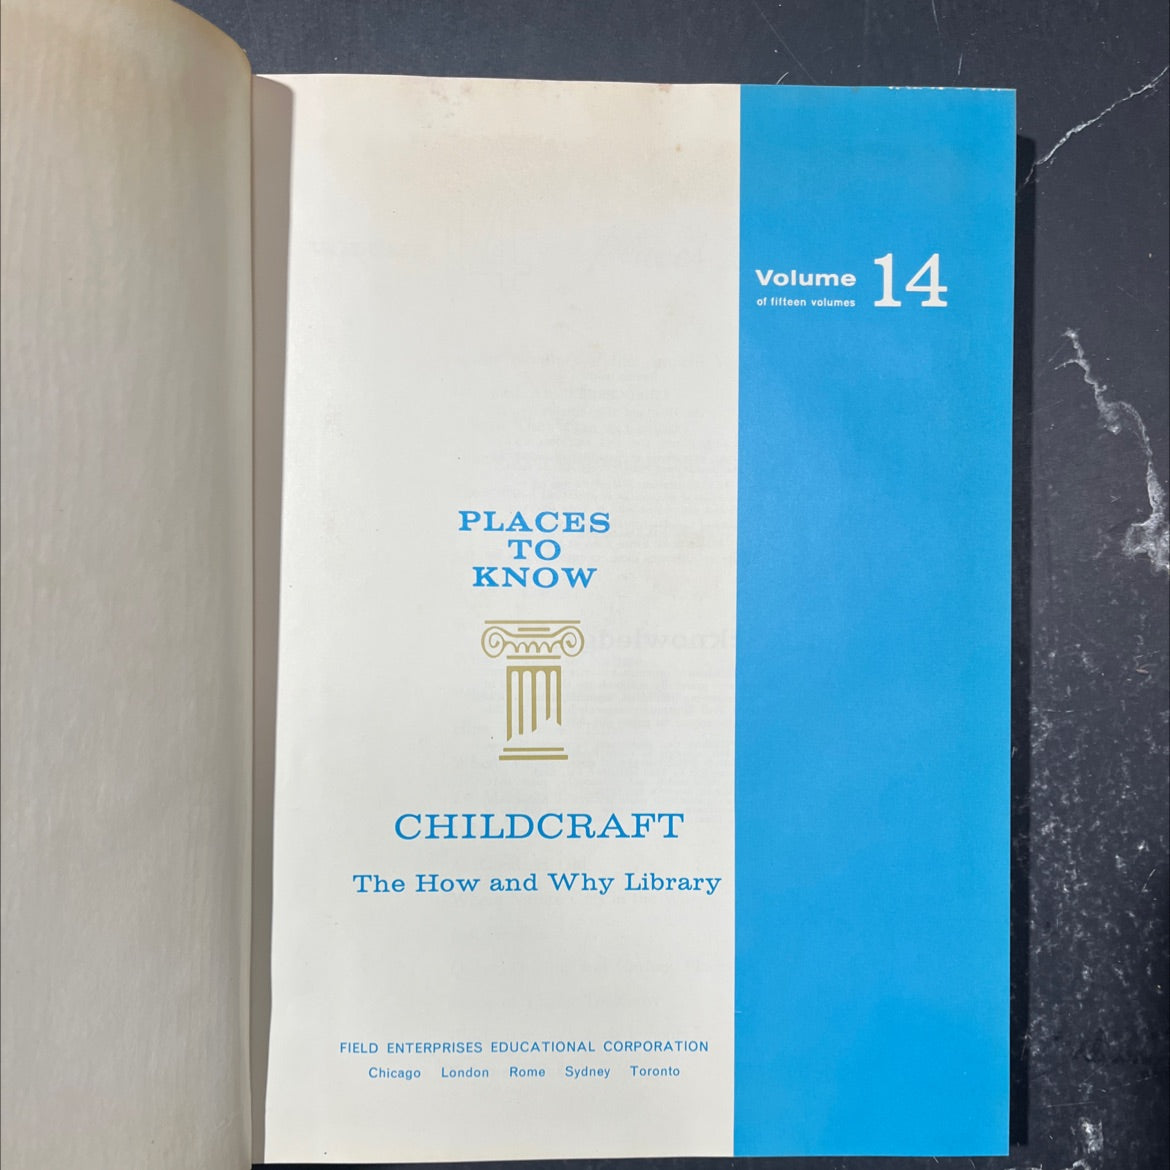 Volume 14
of fifteen volumes
PLACES
TO
KNOW
CHILDCRAFT
The How and Why Library
FIELD ENTERPRISES EDUCATIONAL CORPORATION
Chicago London Rome Sydney Toronto